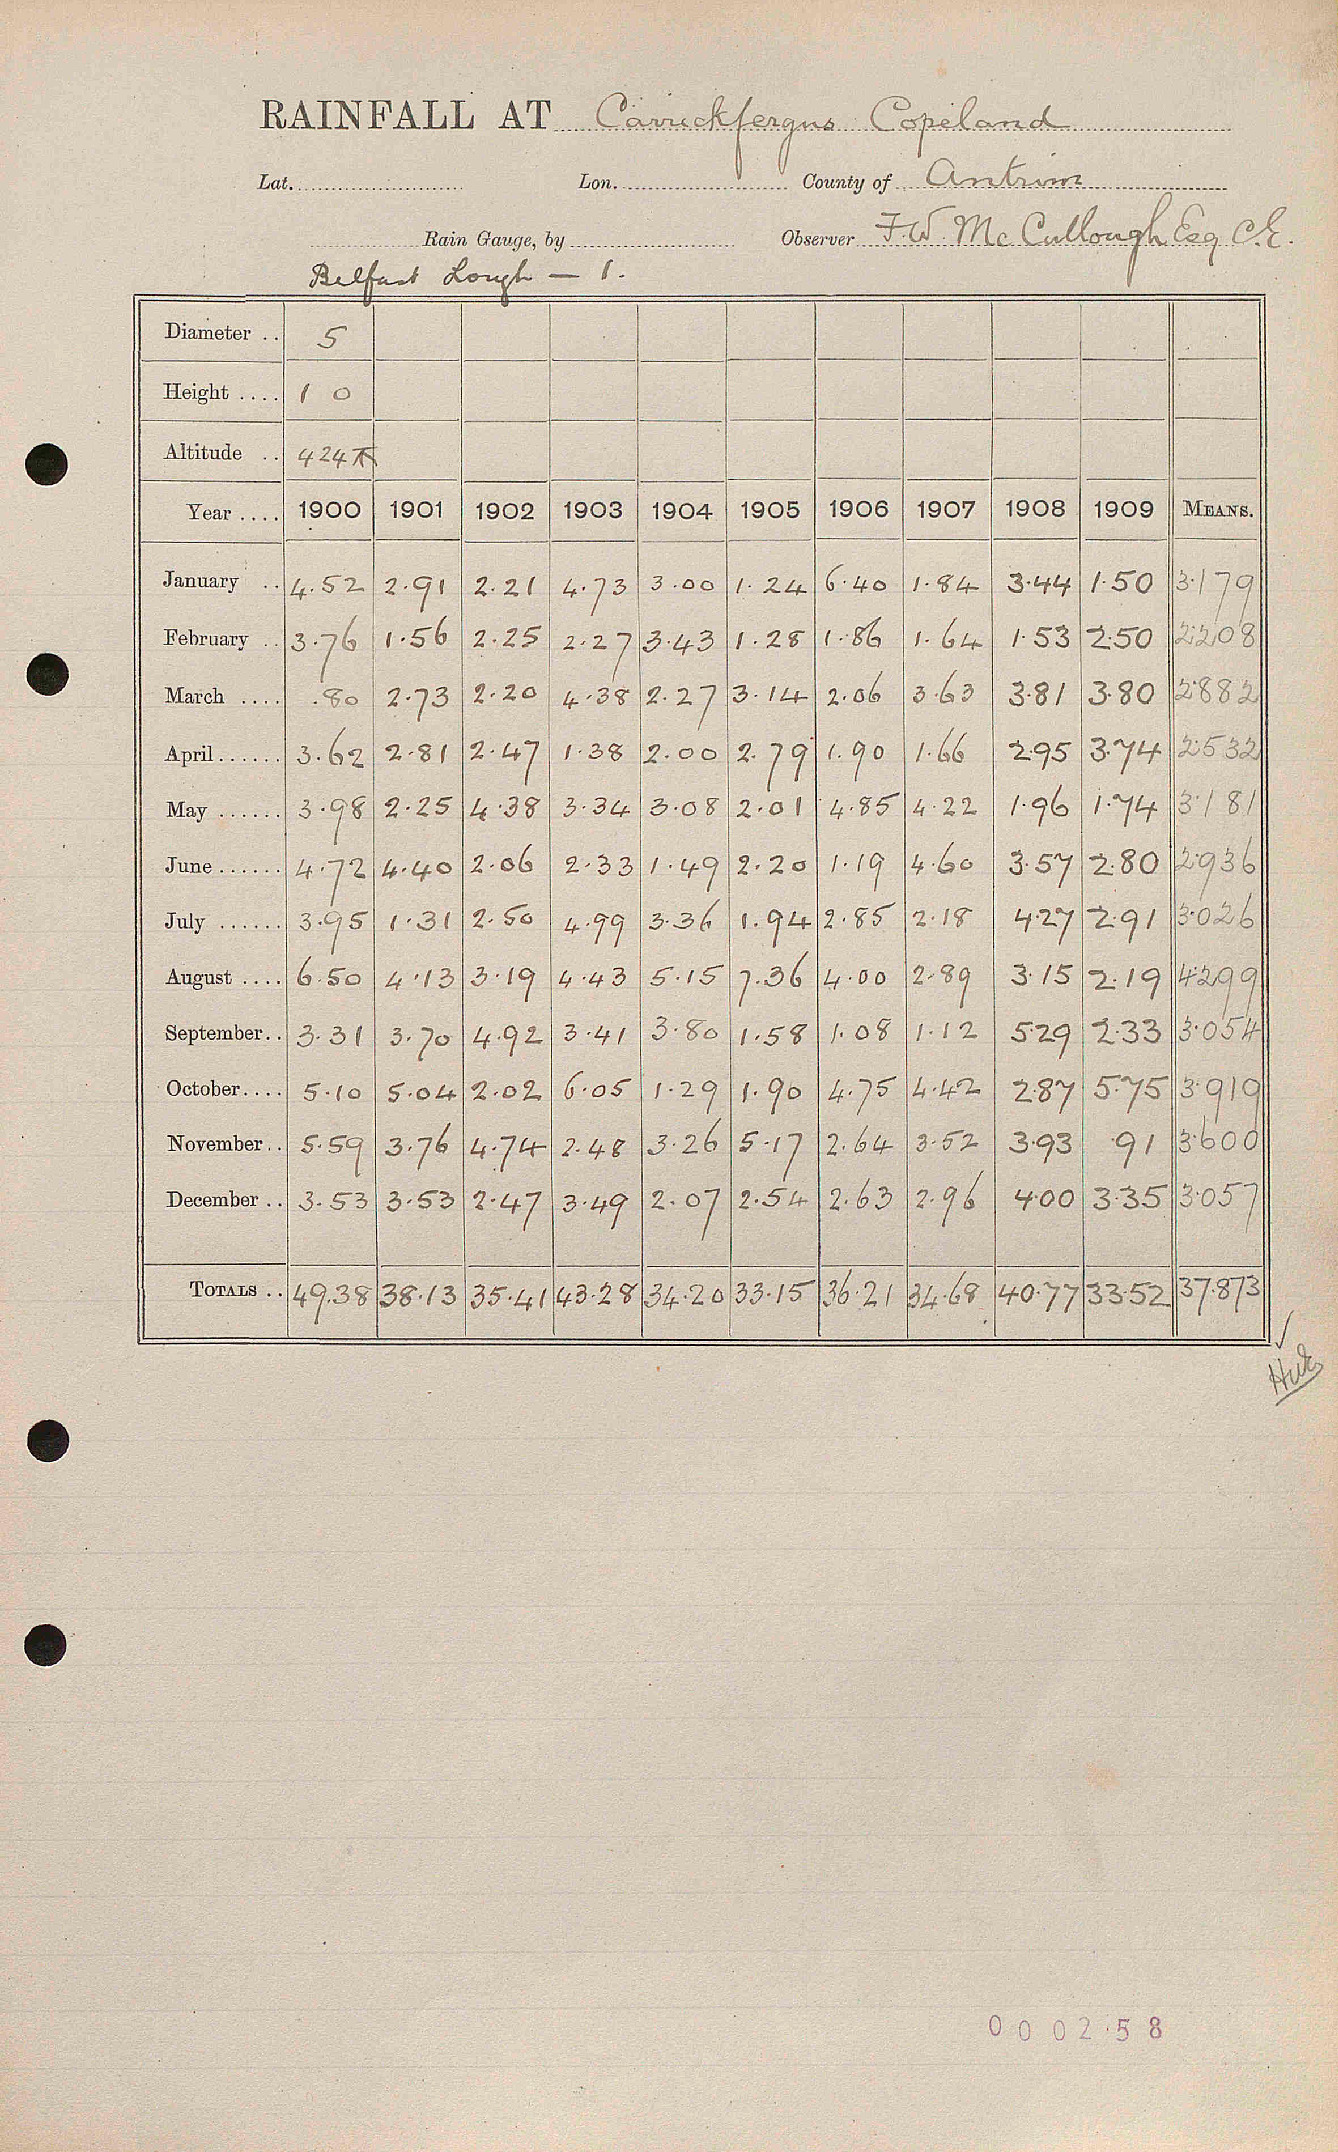 RAINFALL AT Carrickfergus Copeland
Lat. Lon. County of Antrim
Rain Gauge, by Observer F.W. McCullough Esq C.E.
Belfast Lough — 1.
Diameter .. 5
Height .... 1 0
Altitude .. 424 ft
Year .... 1900 1901 1902 1903 1904 1905 1906 1907 1908 1909 MEANS.
January .. 4.52 2.91 2.21 4.73 3.00 1.24 6.40 1.84 3.44 1.50 3.179
February .. 3.76 1.56 2.25 2.27 3.43 1.28 1.86 1.64 1.53 2.50 2.208
March .... .80 2.73 2.20 4.38 2.27 3.14 2.06 3.63 3.81 3.80 2.882
April ...... 3.62 2.81 2.47 1.38 2.00 2.79 1.90 1.66 2.95 3.74 2.532
May ...... 3.98 2.25 4.38 3.34 3.08 2.01 4.85 4.22 1.96 1.74 3.181
June ...... 4.72 4.40 2.06 2.33 1.49 2.20 1.19 4.60 3.57 2.80 2.936
July ...... 3.95 1.31 2.50 4.99 3.36 1.94 2.85 2.18 4.27 2.91 3.026
August .... 6.50 4.13 3.19 4.43 5.15 7.36 4.00 2.89 3.15 2.19 4.299
September .. 3.31 3.70 4.92 3.41 3.80 1.58 1.08 1.12 5.29 2.33 3.054
October .... 5.10 5.04 2.02 6.05 1.29 1.90 4.75 4.42 2.87 5.75 3.919
November .. 5.59 3.76 4.74 2.48 3.26 5.17 2.64 3.52 3.93 .91 3.600
December .. 3.53 3.53 2.47 3.49 2.07 2.54 2.63 2.96 4.00 3.35 3.057
TOTALS .. 49.38 38.13 35.41 43.28 34.20 33.15 36.21 34.68 40.77 33.52 37.873
000258